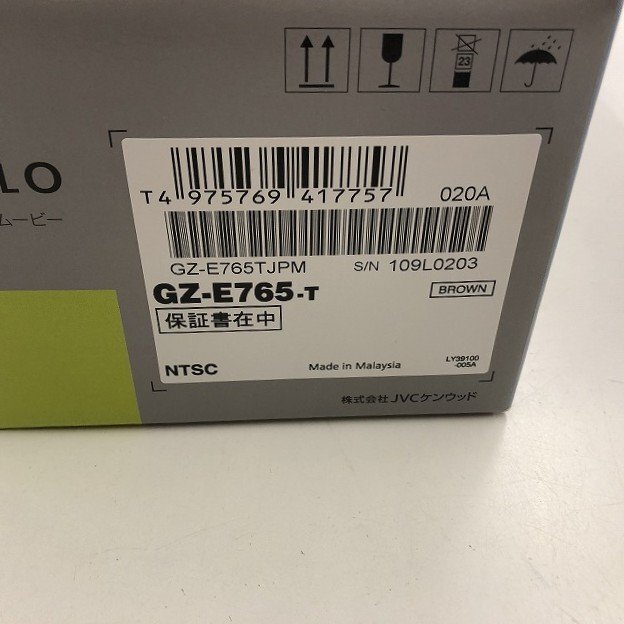 23
LO
ムービー
T4 975769 417757 020A
GZ-E765TJPM S/N 109L0203
GZ-E765-T BROWN
保証書在中
NTSC Made in Malaysia LY39100
-005A
株式会社 JVCケンウッド